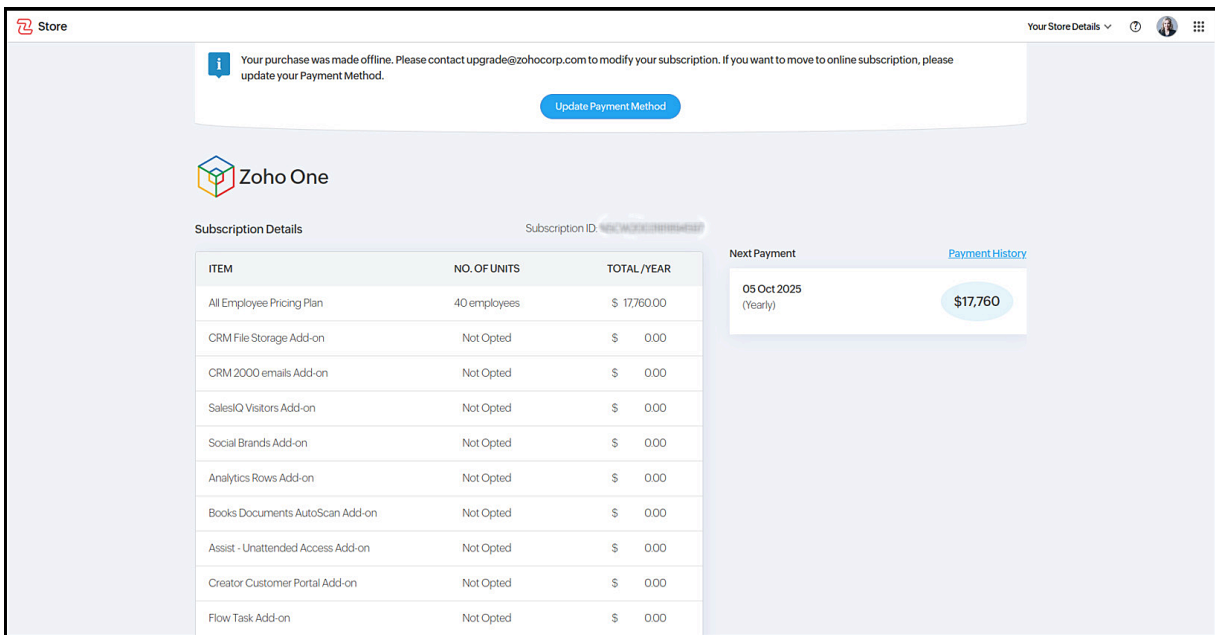 Store
Your Store Details
Your purchase was made offline. Please contact upgrade@zohocorp.com to modify your subscription. If you want to move to online subscription, please
update your Payment Method.
Update Payment Method
Zoho One
Subscription Details
Subscription ID:
ITEM NO. OF UNITS TOTAL /YEAR
All Employee Pricing Plan 40 employees $ 17,760.00
CRM File Storage Add-on Not Opted $ 0.00
CRM 2000 emails Add-on Not Opted $ 0.00
SalesIQ Visitors Add-on Not Opted $ 0.00
Social Brands Add-on Not Opted $ 0.00
Analytics Rows Add-on Not Opted $ 0.00
Books Documents AutoScan Add-on Not Opted $ 0.00
Assist - Unattended Access Add-on Not Opted $ 0.00
Creator Customer Portal Add-on Not Opted $ 0.00
Flow Task Add-on Not Opted $ 0.00
Next Payment Payment History
05 Oct 2025
(Yearly)
$17,760